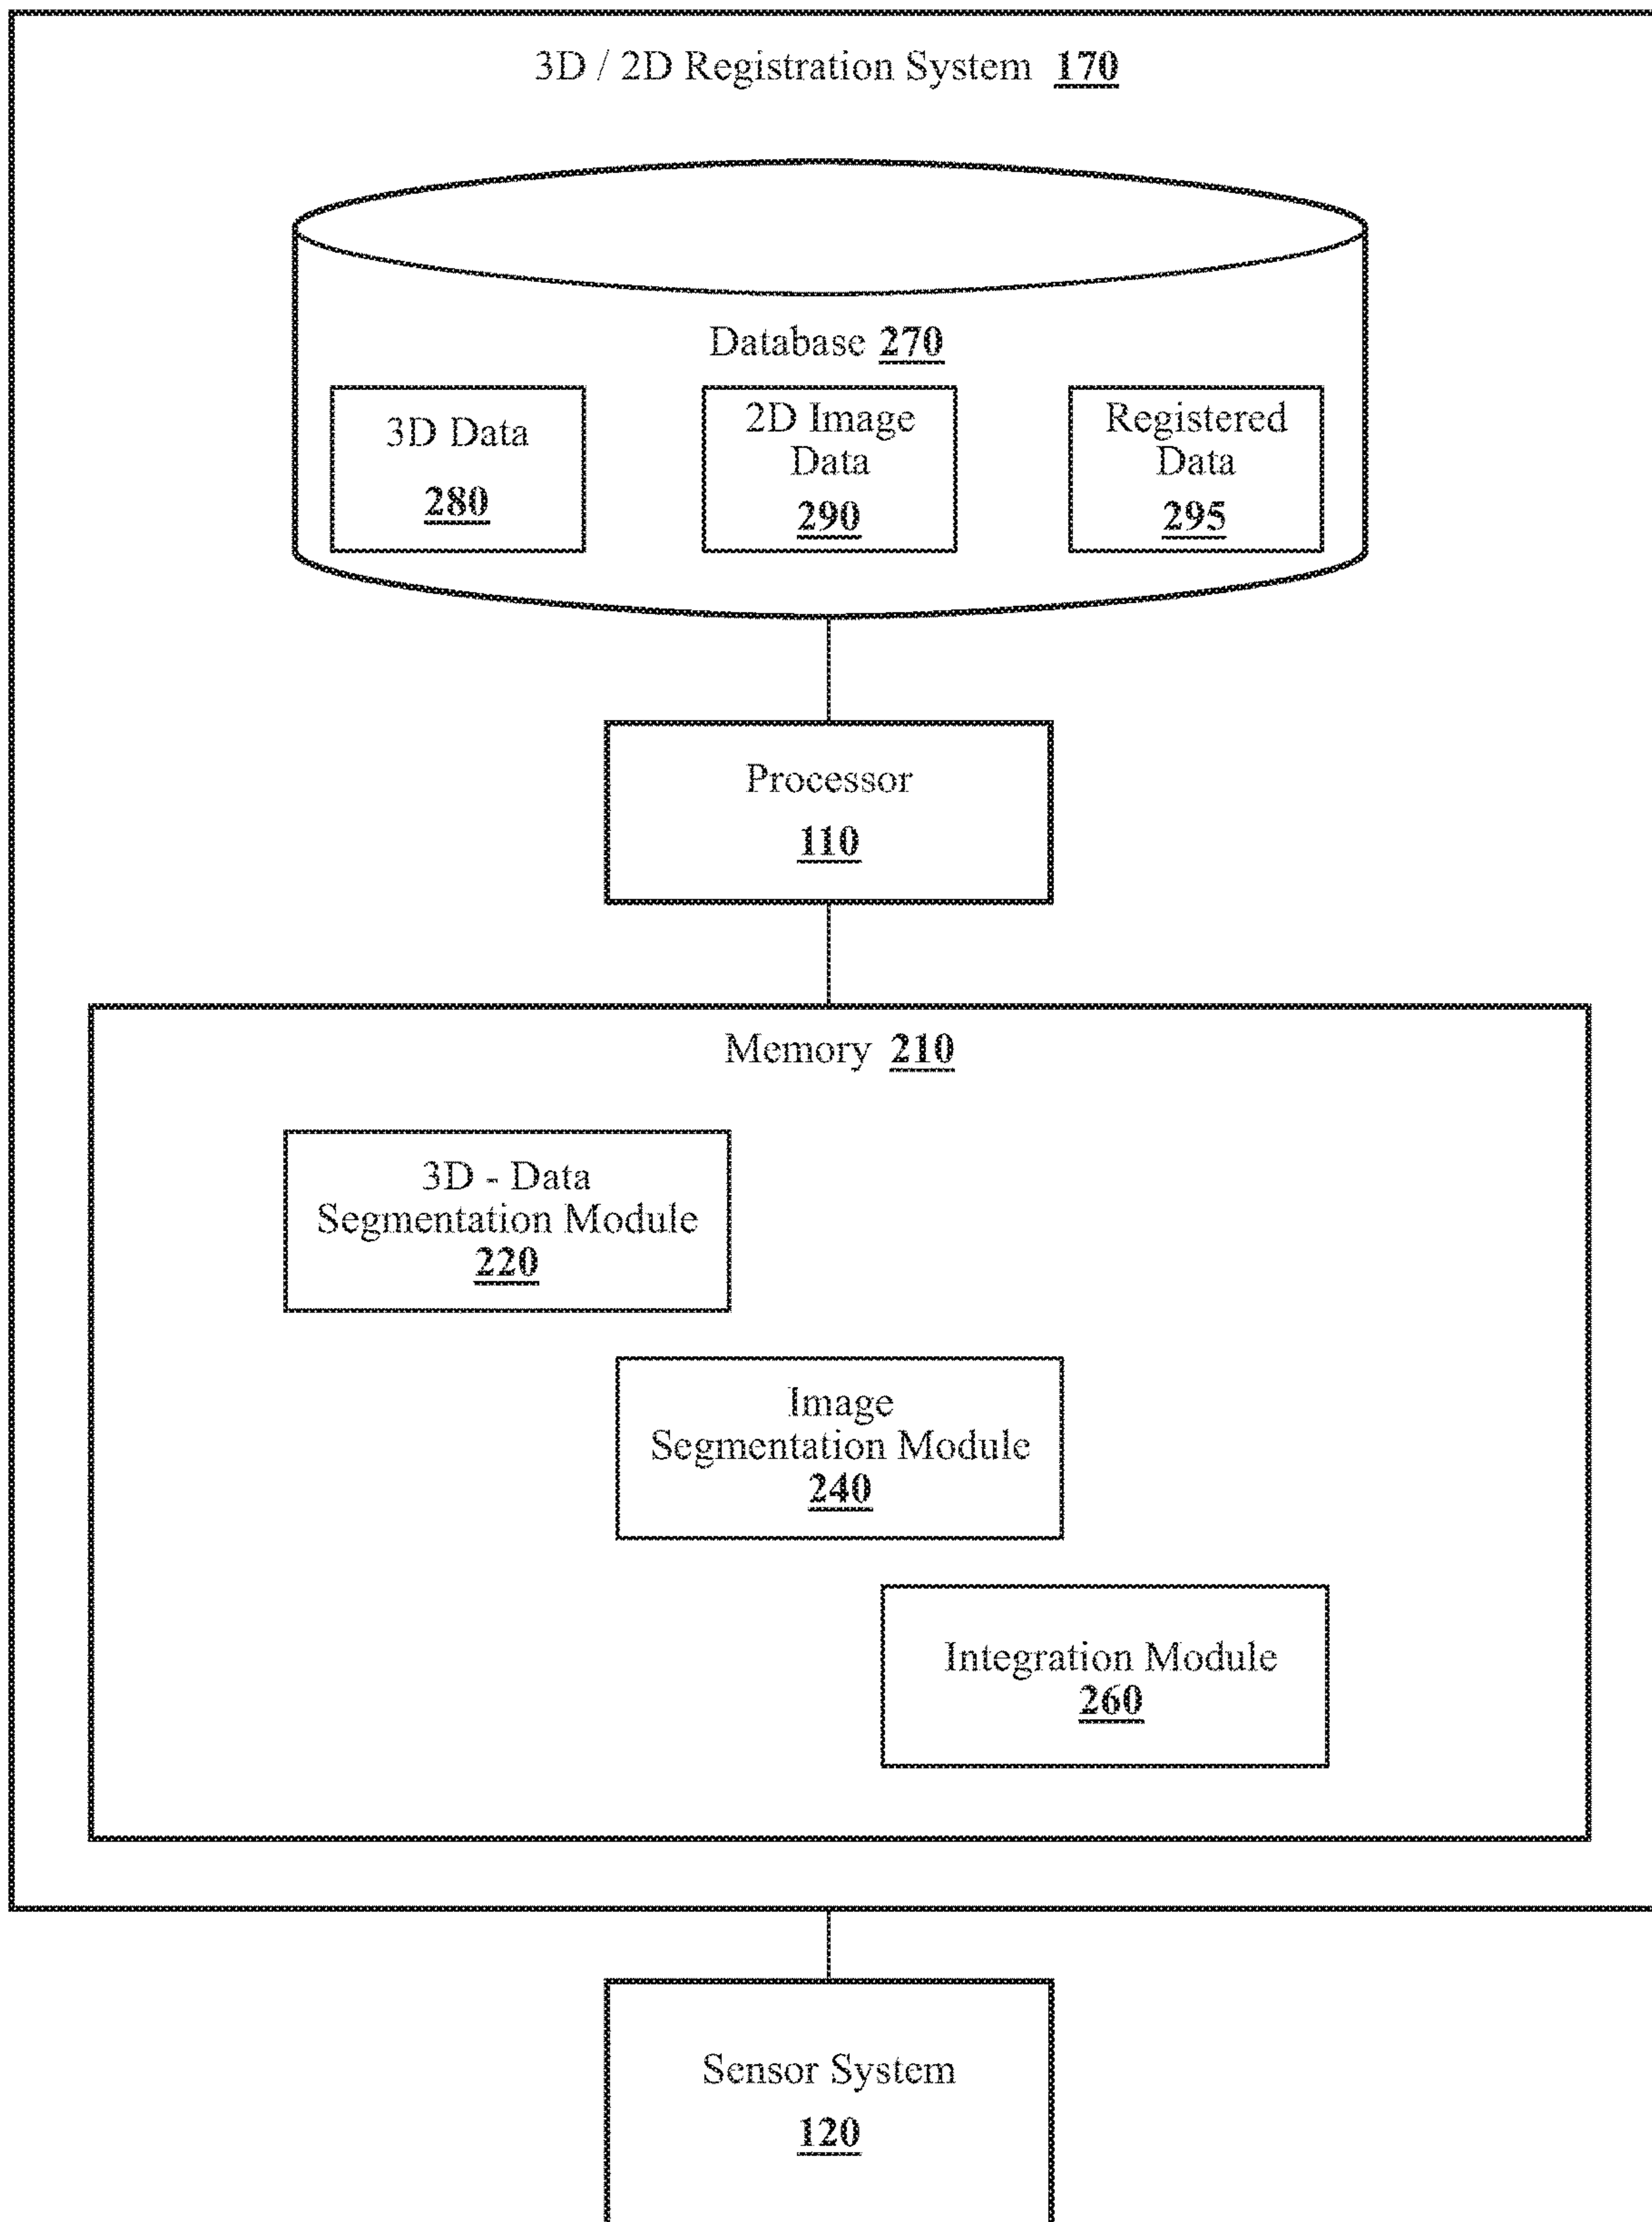 3D / 2D Registration System 170
Database 270
3D Data
280
2D Image
Data
290
Registered
Data
295
Processor
110
Memory 210
3D - Data
Segmentation Module
220
Image
Segmentation Module
240
Integration Module
260
Sensor System
120